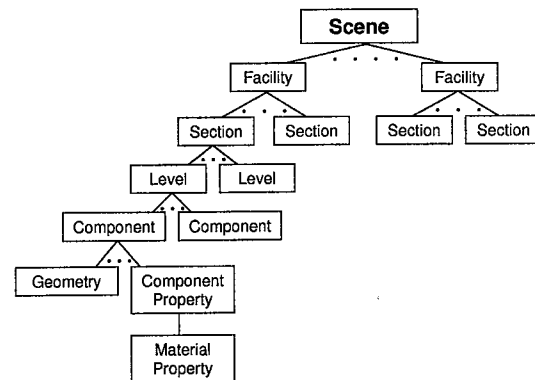 Scene
Facility
Facility
Section
Section
Section
Section
Level
Level
Component
Component
Geometry
Component
Property
Material
Property